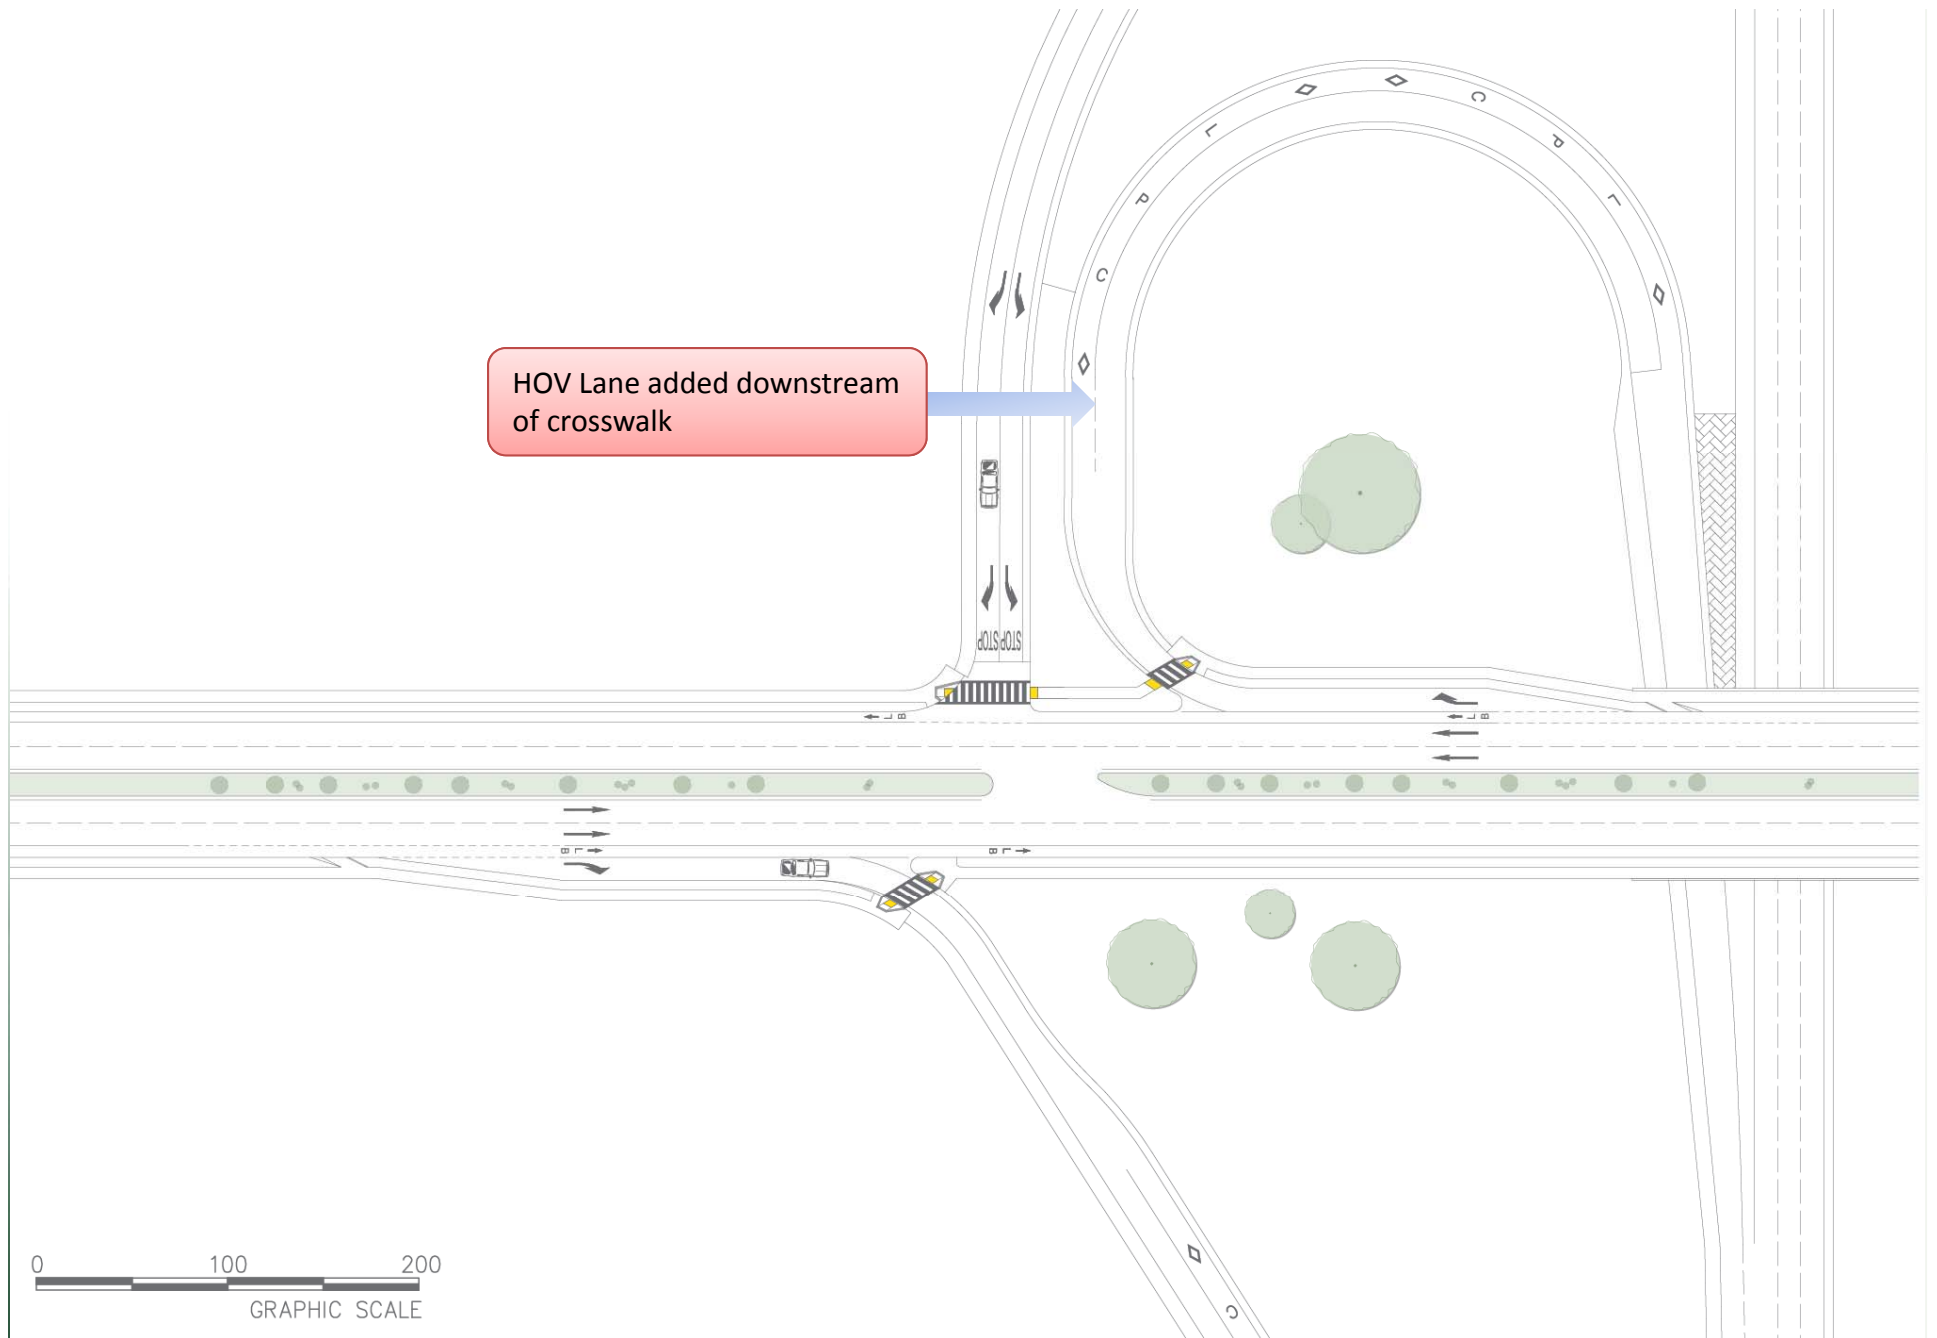 C P L
C P L
HOV Lane added downstream
of crosswalk
STOP STOP
B L
B L
B L
B L
C
0 100 200
GRAPHIC SCALE